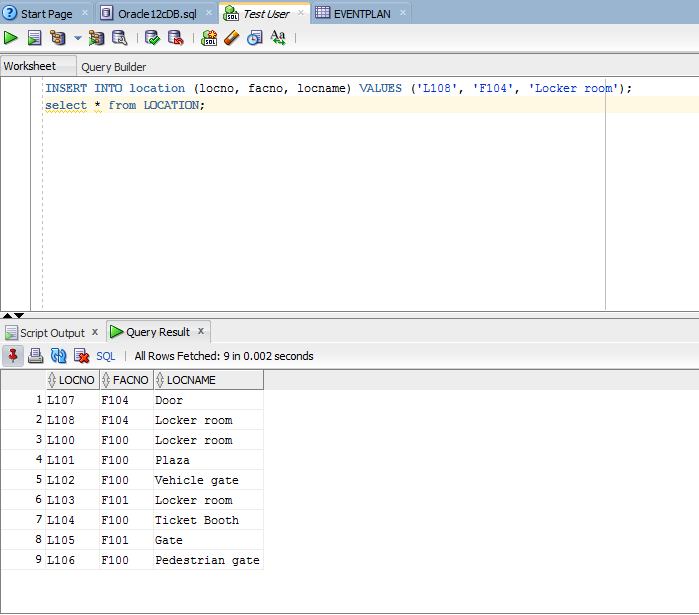 Start Page × Oracle12cDB.sql × Test User × EVENTPLAN ×
SQL Aa
Worksheet Query Builder
INSERT INTO location (locno, facno, locname) VALUES ('L108', 'F104', 'Locker room');
select * from LOCATION;
Script Output x Query Result x
SQL | All Rows Fetched: 9 in 0.002 seconds
LOCNO FACNO LOCNAME
1 L107 F104 Door
2 L108 F104 Locker room
3 L100 F100 Locker room
4 L101 F100 Plaza
5 L102 F100 Vehicle gate
6 L103 F101 Locker room
7 L104 F100 Ticket Booth
8 L105 F101 Gate
9 L106 F100 Pedestrian gate